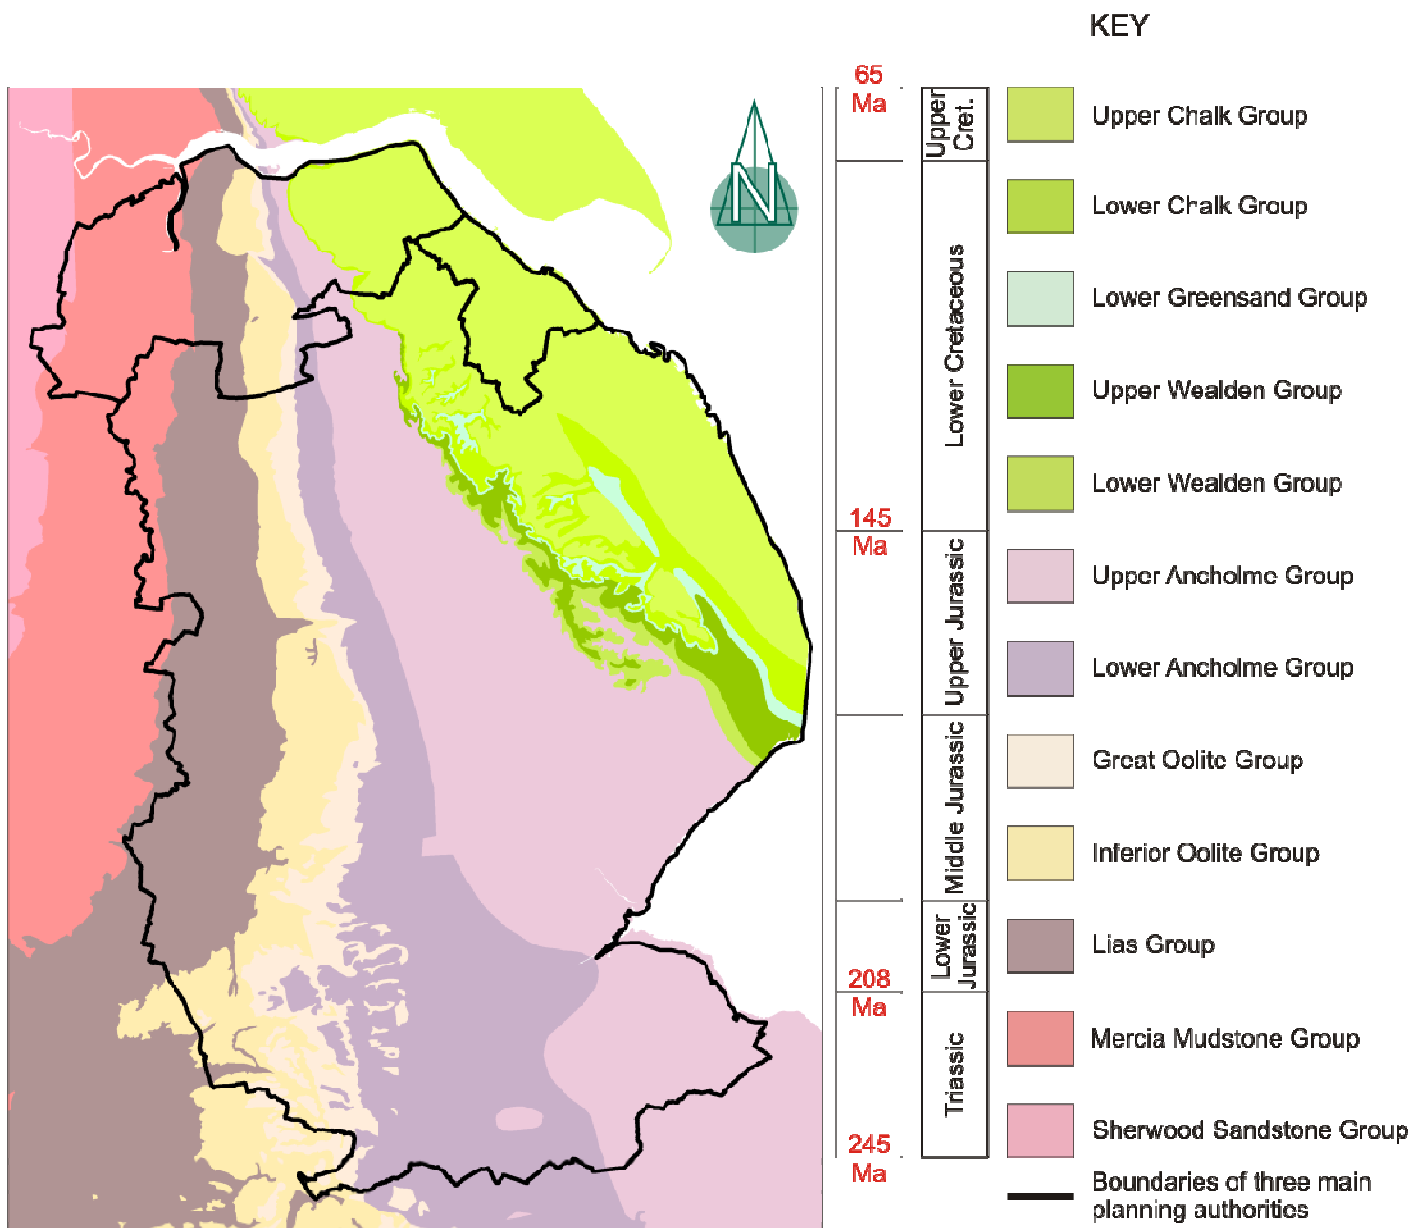 KEY
65
Ma
145
Ma
208
Ma
245
Ma
N
Upper
Cret.
Lower Cretaceous
Upper Jurassic
Middle Jurassic
Lower
Jurassic
Triassic
Upper Chalk Group
Lower Chalk Group
Lower Greensand Group
Upper Wealden Group
Lower Wealden Group
Upper Ancholme Group
Lower Ancholme Group
Great Oolite Group
Inferior Oolite Group
Lias Group
Mercia Mudstone Group
Sherwood Sandstone Group
Boundaries of three main
planning authorities